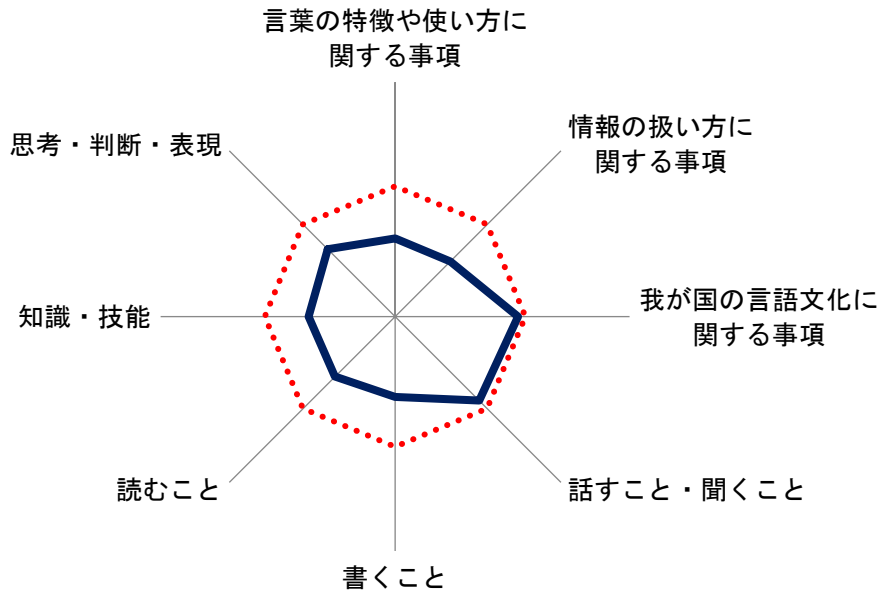 言葉の特徴や使い方に
関する事項
情報の扱い方に
関する事項
我が国の言語文化に
関する事項
話すこと・聞くこと
書くこと
読むこと
知識・技能
思考・判断・表現